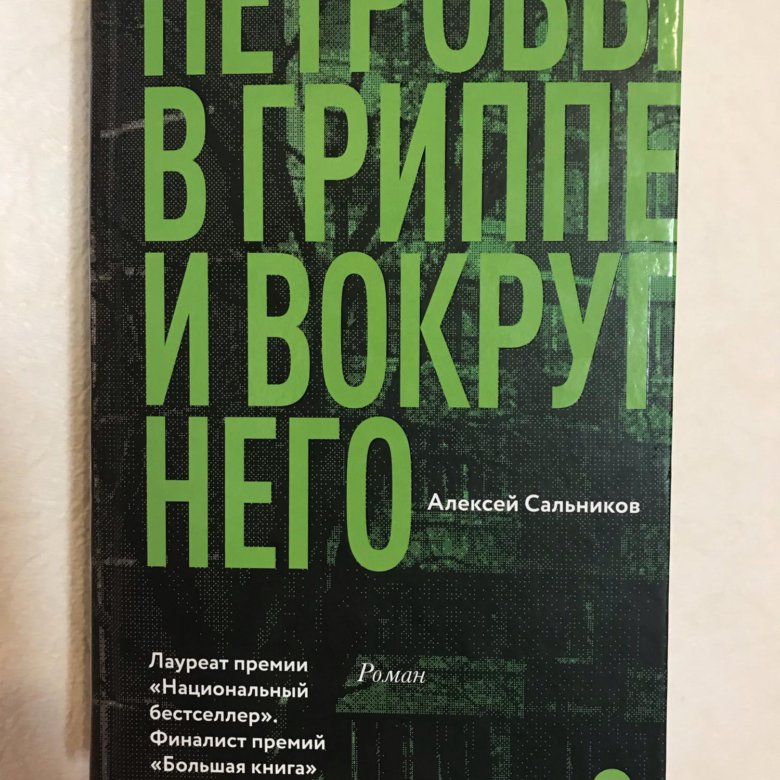 ПЕТРОВЫ
В ГРИППЕ
И ВОКРУГ
НЕГО
Алексей Сальников
Лауреат премии
«Национальный
бестселлер».
Финалист премий
«Большая книга»
Роман